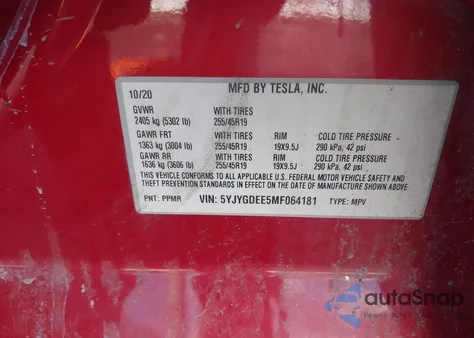 MFD BY TESLA, INC.
10/20
GVWR WITH TIRES
2405 kg (5302 lb) 255/45R19
GAWR FRT WITH TIRES RIM COLD TIRE PRESSURE
1363 kg (3004 lb) 255/45R19 19X9.5J 290 kPa, 42 psi
GAWR RR WITH TIRES RIM COLD TIRE PRESSURE
1636 kg (3606 lb) 255/45R19 19X9.5J 290 kPa, 42 psi
THIS VEHICLE CONFORMS TO ALL APPLICABLE U.S. FEDERAL MOTOR VEHICLE SAFETY AND
THEFT PREVENTION STANDARDS IN EFFECT ON THE DATE OF MANUFACTURE SHOWN ABOVE.
PNT: PPMR VIN: 5YJYGDEE5MF064181 TYPE: MPV
autoSnap